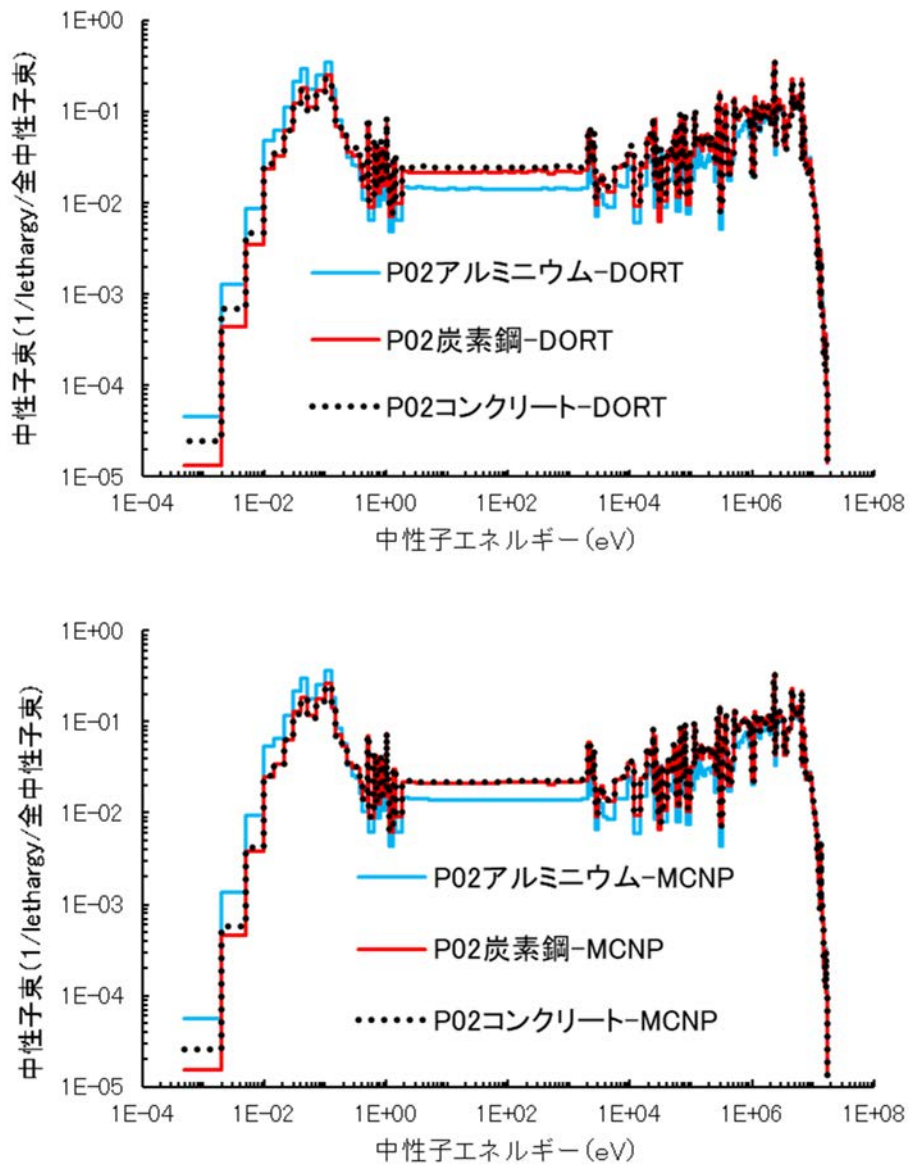 中性子束(1/lethargy/全中性子束)
1E+00
1E-01
1E-02
1E-03
1E-04
1E-05
P02アルミニウム-DORT
P02炭素鋼-DORT
P02コンクリート-DORT
1E-04 1E-02 1E+00 1E+02 1E+04 1E+06 1E+08
中性子エネルギー(eV)
中性子束(1/lethargy/全中性子束)
1E+00
1E-01
1E-02
1E-03
1E-04
1E-05
P02アルミニウム-MCNP
P02炭素鋼-MCNP
P02コンクリート-MCNP
1E-04 1E-02 1E+00 1E+02 1E+04 1E+06 1E+08
中性子エネルギー(eV)